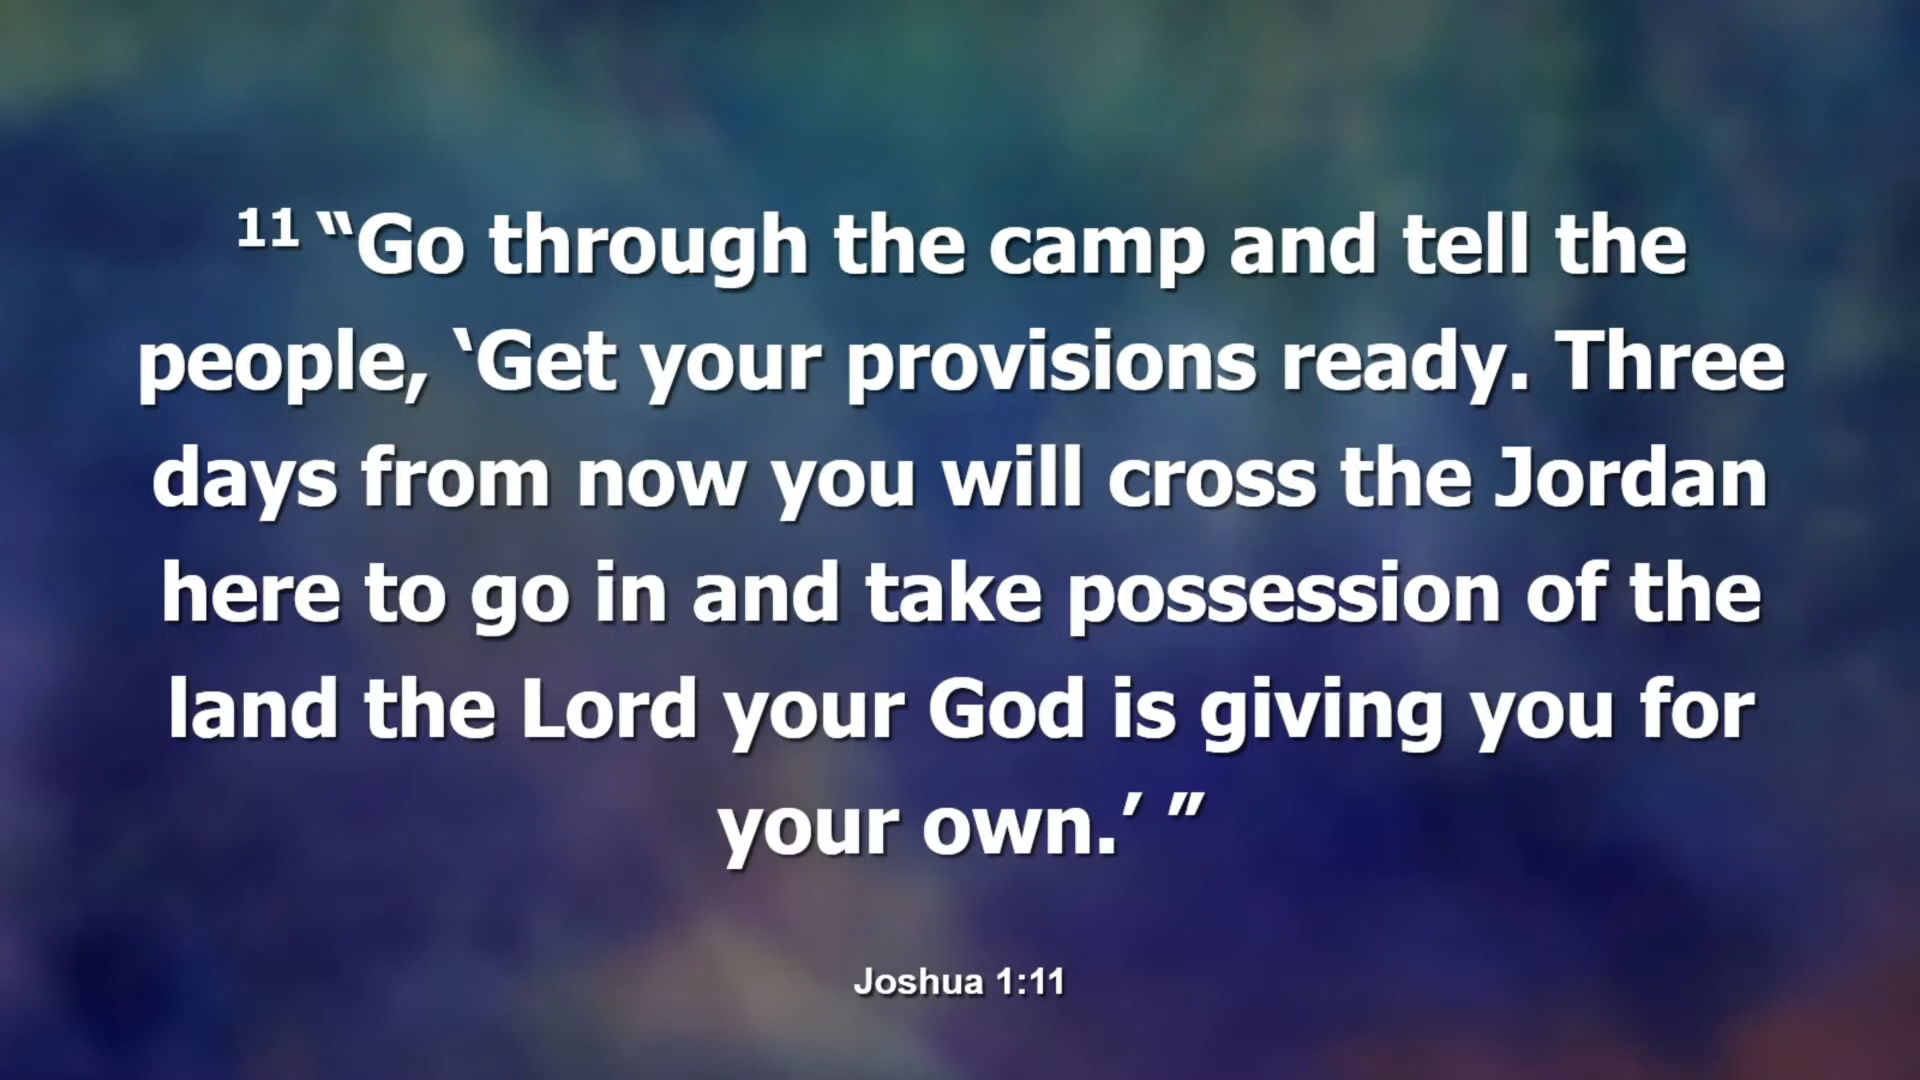 11 “Go through the camp and tell the
people, ‘Get your provisions ready. Three
days from now you will cross the Jordan
here to go in and take possession of the
land the Lord your God is giving you for
your own.’ ”
Joshua 1:11